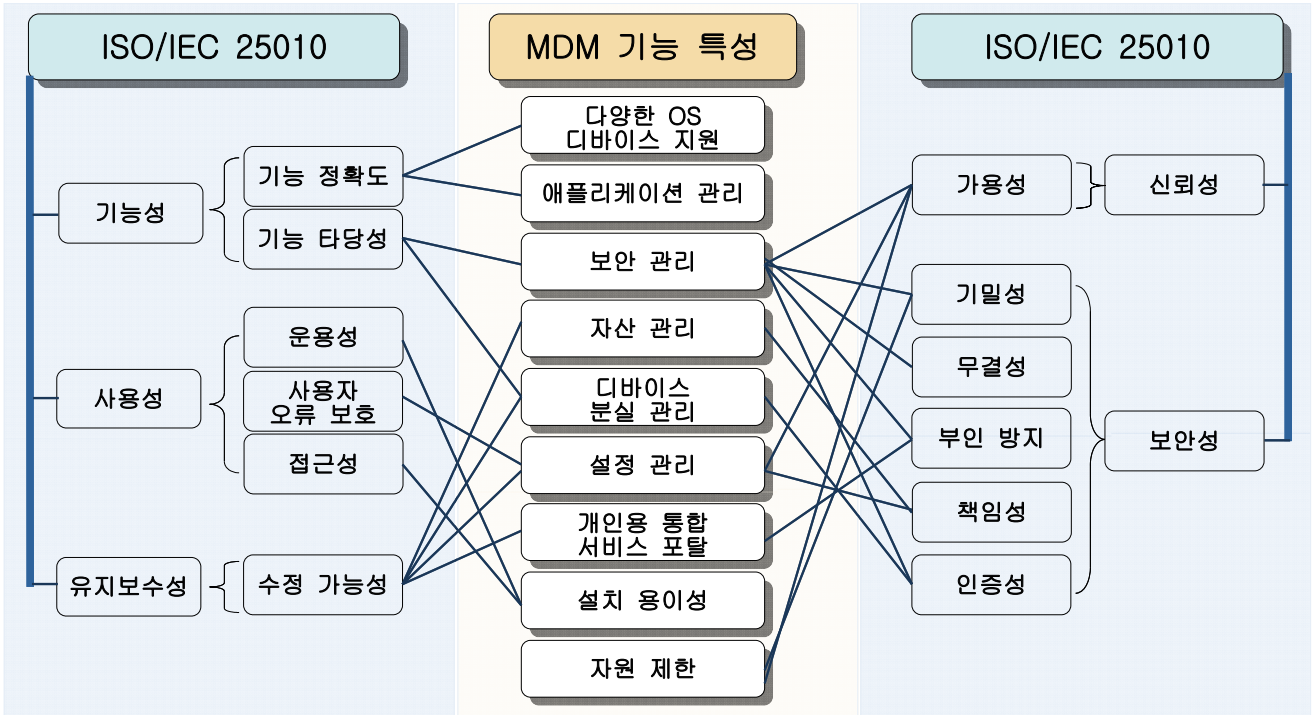 ISO/IEC 25010
MDM 기능 특성
ISO/IEC 25010
기능성
기능 정확도
기능 타당성
사용성
운용성
사용자
오류 보호
접근성
유지보수성
수정 가능성
다양한 OS
디바이스 지원
애플리케이션 관리
보안 관리
자산 관리
디바이스
분실 관리
설정 관리
개인용 통합
서비스 포탈
설치 용이성
자원 제한
가용성
신뢰성
기밀성
무결성
부인 방지
책임성
인증성
보안성